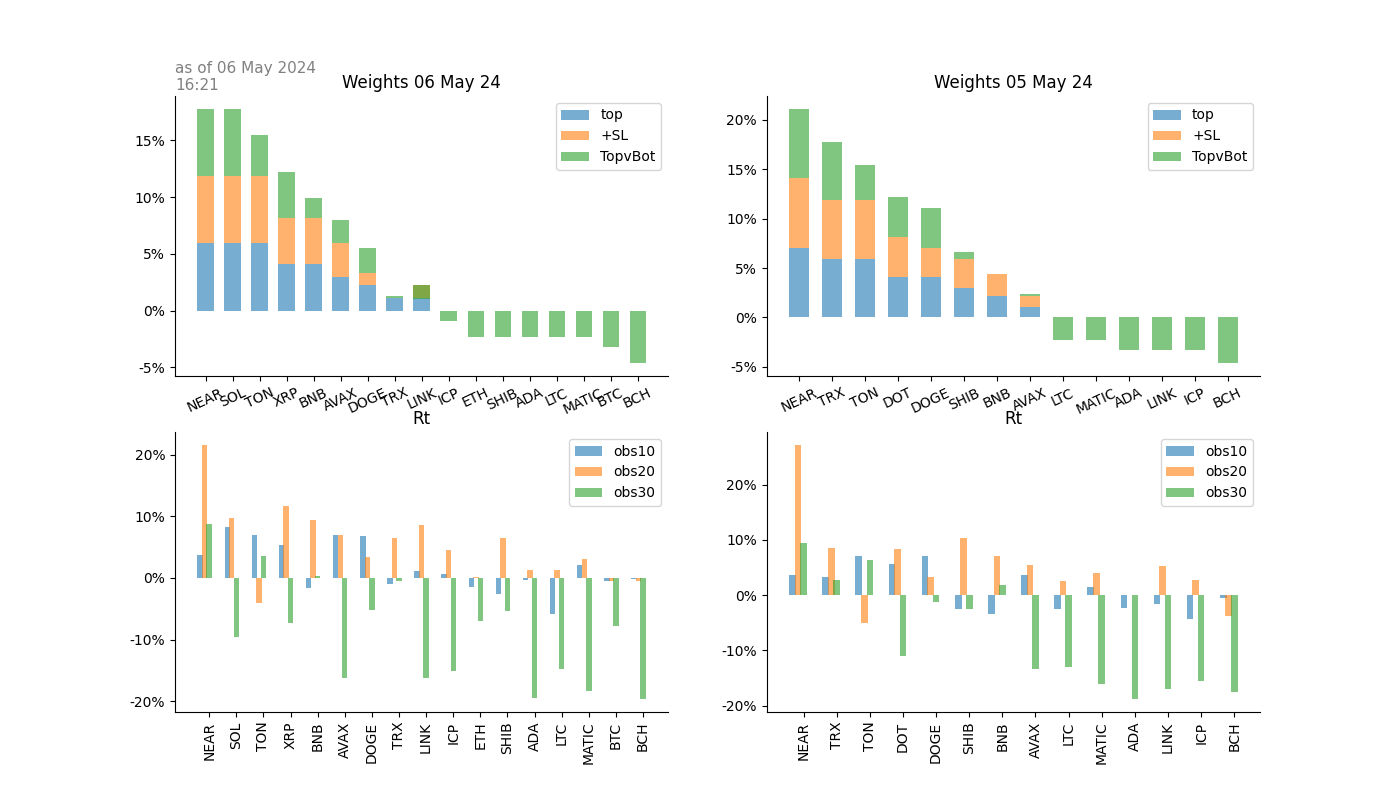 as of 06 May 2024
16:21
Weights 06 May 24
15%
10%
5%
0%
-5%
top
+SL
TopvBot
NEAR SOL TON XRP BNB AVAX DOGE TRX LINK ICP ETH SHIB ADA LTC MATIC BTC BCH
Weights 05 May 24
20%
15%
10%
5%
0%
-5%
top
+SL
TopvBot
NEAR TRX TON DOT DOGE SHIB BNB AVAX LTC MATIC ADA LINK ICP BCH
Rt
20%
10%
0%
-10%
-20%
obs10
obs20
obs30
NEAR SOL TON XRP BNB AVAX DOGE TRX LINK ICP ETH SHIB ADA LTC MATIC BTC BCH
Rt
20%
10%
0%
-10%
-20%
obs10
obs20
obs30
NEAR TRX TON DOT DOGE SHIB BNB AVAX LTC MATIC ADA LINK ICP BCH